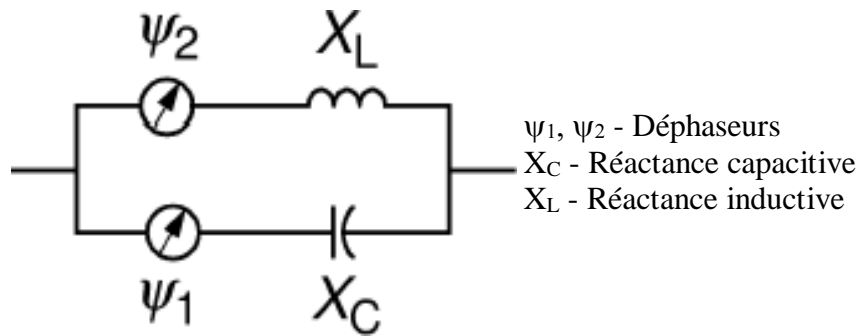 ψ2 XL
ψ1, ψ2 - Déphaseurs
XC - Réactance capacitive
XL - Réactance inductive
ψ1 XC